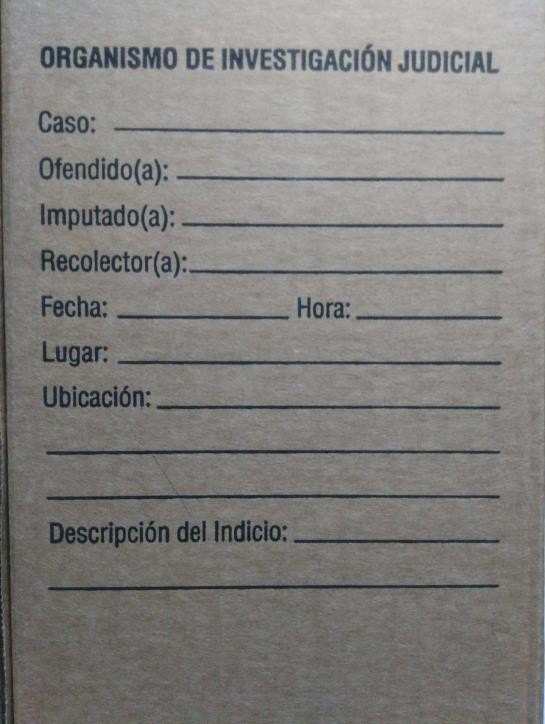 ORGANISMO DE INVESTIGACIÓN JUDICIAL
Caso:
Ofendido(a):
Imputado(a):
Recolector(a):
Fecha: Hora:
Lugar:
Ubicación:
Descripción del Indicio: